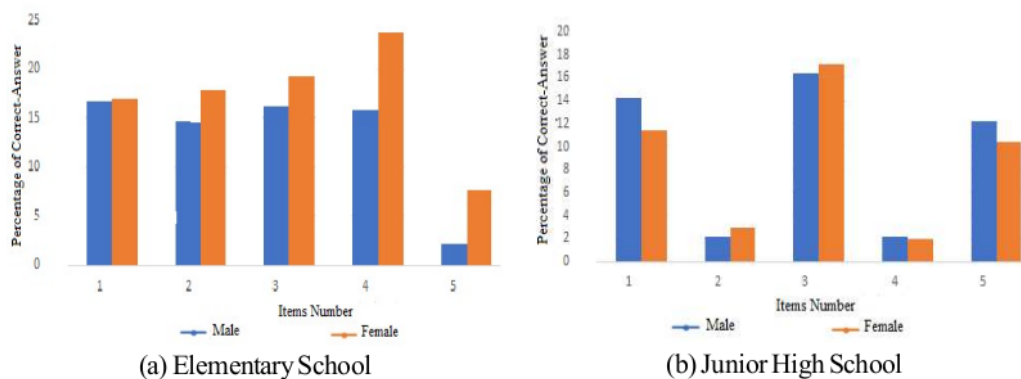 25
20
15
10
5
0
Percentage of Correct-Answer
1 2 3 4 5
Items Number
Male Female
(a) Elementary School
20
18
16
14
12
10
8
6
4
2
0
Percentage of Correct-Answer
1 2 3 4 5
Items Number
Male Female
(b) Junior High School